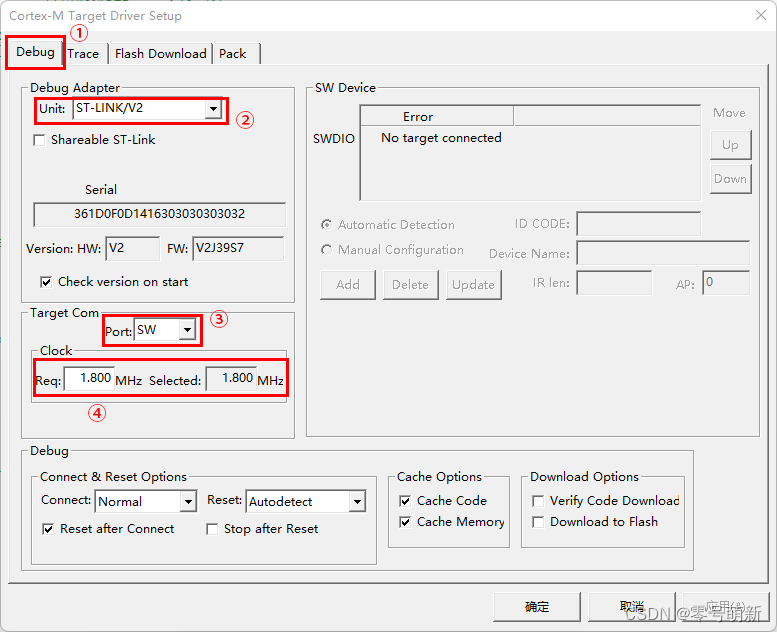 Cortex-M Target Driver Setup
①
Debug Trace Flash Download Pack
Debug Adapter
Unit: ST-LINK/V2
②
Shareable ST-Link
Serial
361D0F0D1416303030303032
Version: HW: V2 FW: V2J39S7
Check version on start
Target Com
Port: SW
③
Clock
Req: 1.800 MHz Selected: 1.800 MHz
④
SW Device
Error
SWDIO No target connected
Move
Up
Down
Automatic Detection ID CODE:
Manual Configuration Device Name:
Add Delete Update IR len: AP: 0
Debug
Connect & Reset Options
Connect: Normal Reset: Autodetect
Reset after Connect Stop after Reset
Cache Options
Cache Code
Cache Memory
Download Options
Verify Code Download
Download to Flash
确定 取消 应用(A)
CSDN @零号萌新